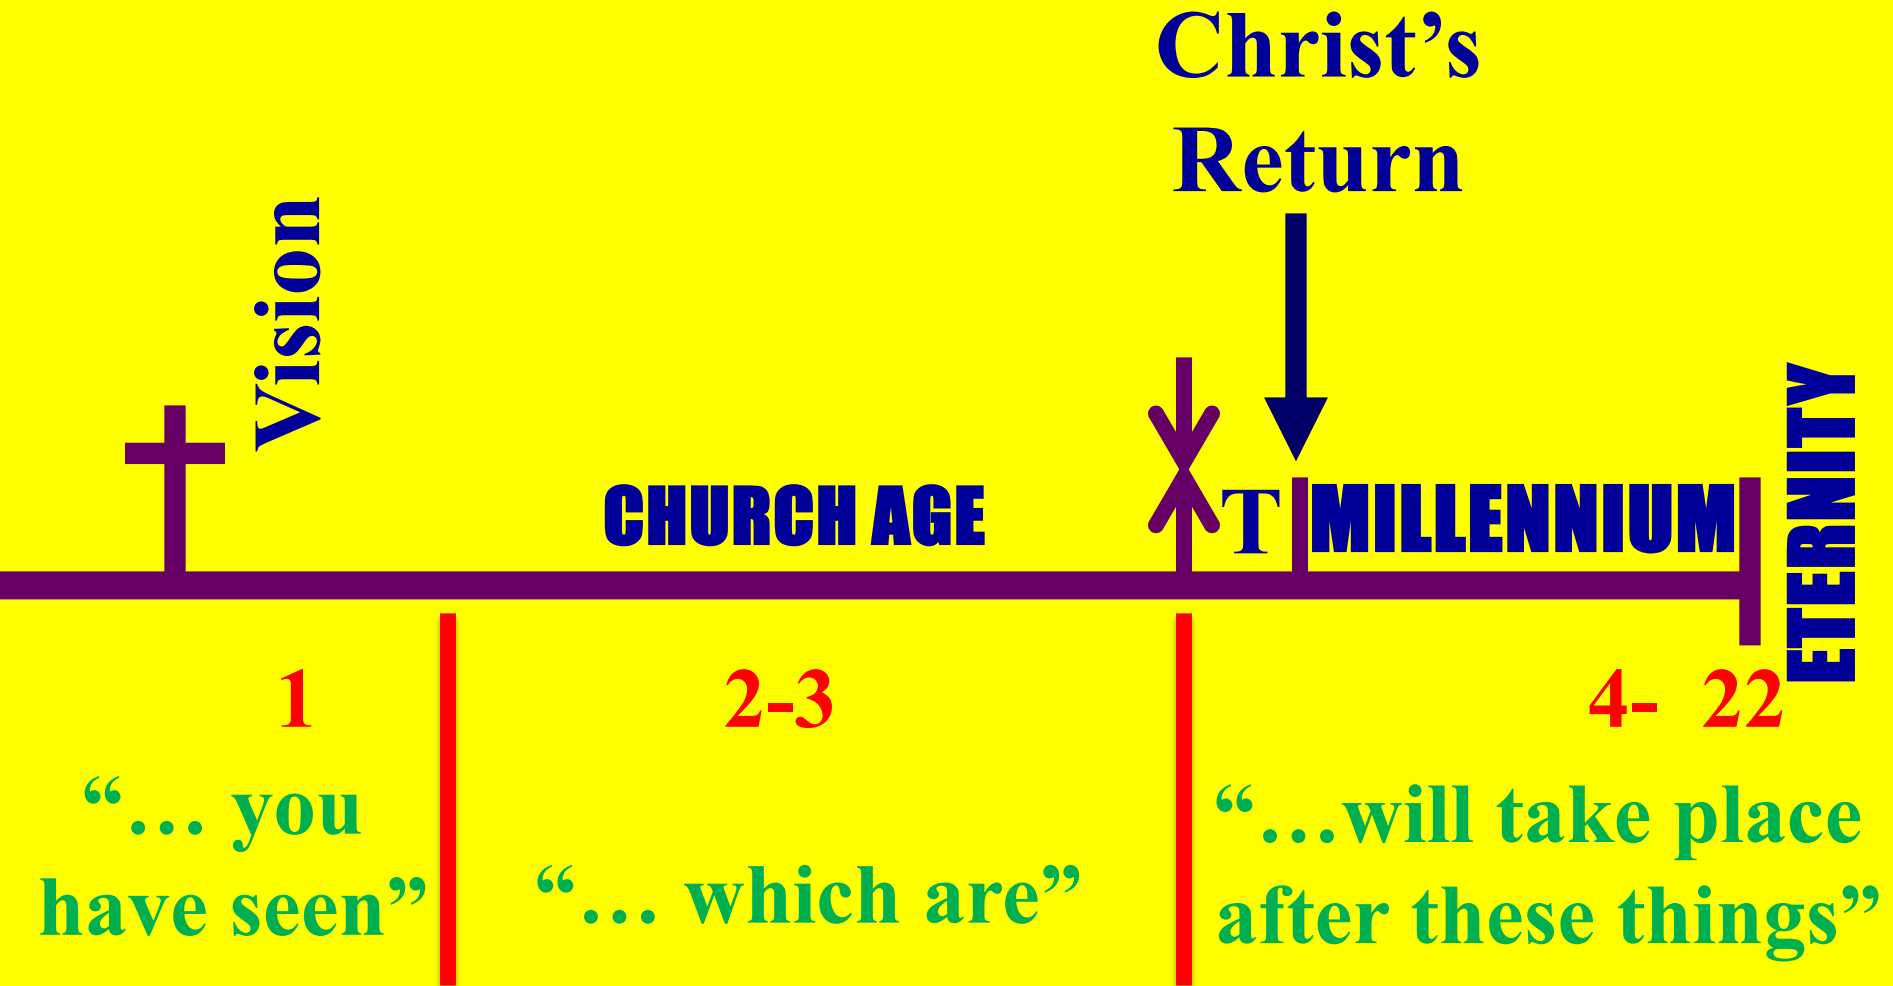 Christ’s
Return
Vision
CHURCH AGE
T
MILLENNIUM
ETERNITY
1
2-3
4- 22
“… you
have seen”
“… which are”
“…will take place
after these things”